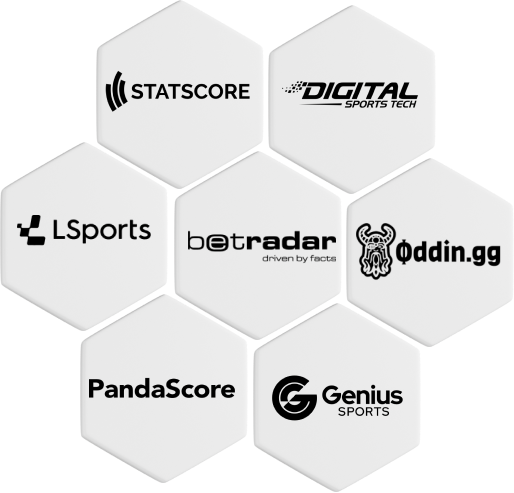 STATSCORE
DIGITAL
SPORTS TECH
LSports
betradar
driven by facts
Oddin.gg
PandaScore
Genius
SPORTS